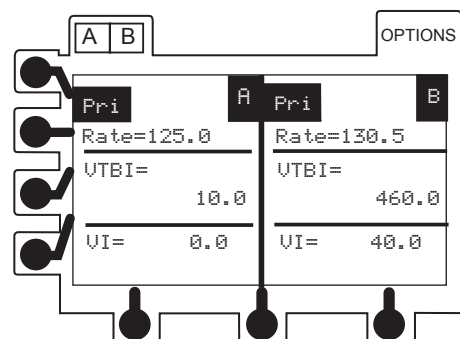 A B
OPTIONS
Pri A Pri B
Rate=125.0 Rate=130.5
VTBI= VTBI=
10.0 460.0
VI= 0.0 VI= 40.0